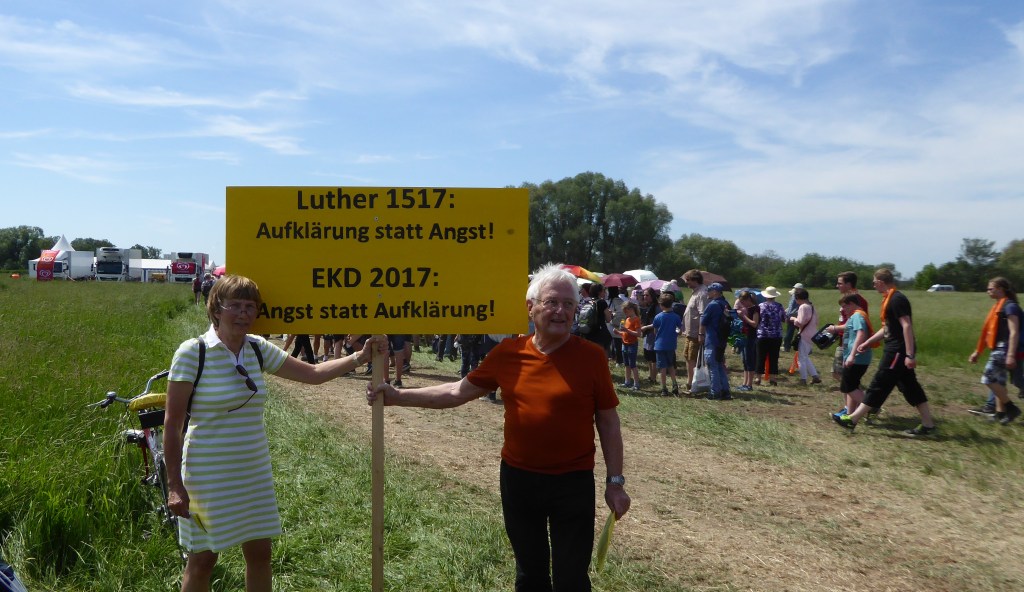 Luther 1517:
Aufklärung statt Angst!
EKD 2017:
Angst statt Aufklärung!